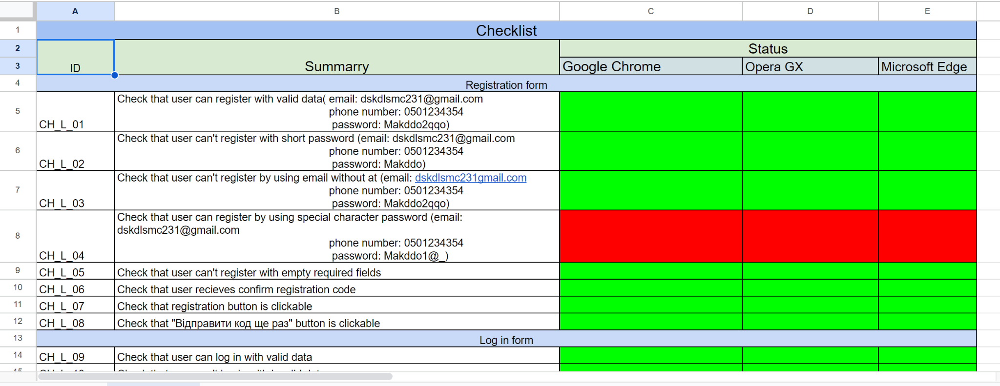 A B C D E
1 Checklist
2 Status
3 ID Summarry Google Chrome Opera GX Microsoft Edge
4 Registration form
5 CH_L_01 Check that user can register with valid data( email: dskdlsmc231@gmail.com
phone number: 0501234354
password: Makddo2qqo)
6 CH_L_02 Check that user can't register with short password (email: dskdlsmc231@gmail.com
phone number: 0501234354
password: Makddo)
7 CH_L_03 Check that user can't register by using email without at (email: dskdlsmc231gmail.com
phone number: 0501234354
password: Makddo2qqo)
8 CH_L_04 Check that user can register by using special character password (email:
dskdlsmc231@gmail.com
phone number: 0501234354
password: Makddo1@_)
9 CH_L_05 Check that user can't register with empty required fields
10 CH_L_06 Check that user recieves confirm registration code
11 CH_L_07 Check that registration button is clickable
12 CH_L_08 Check that "Відправити код ще раз" button is clickable
13 Log in form
14 CH_L_09 Check that user can log in with valid data